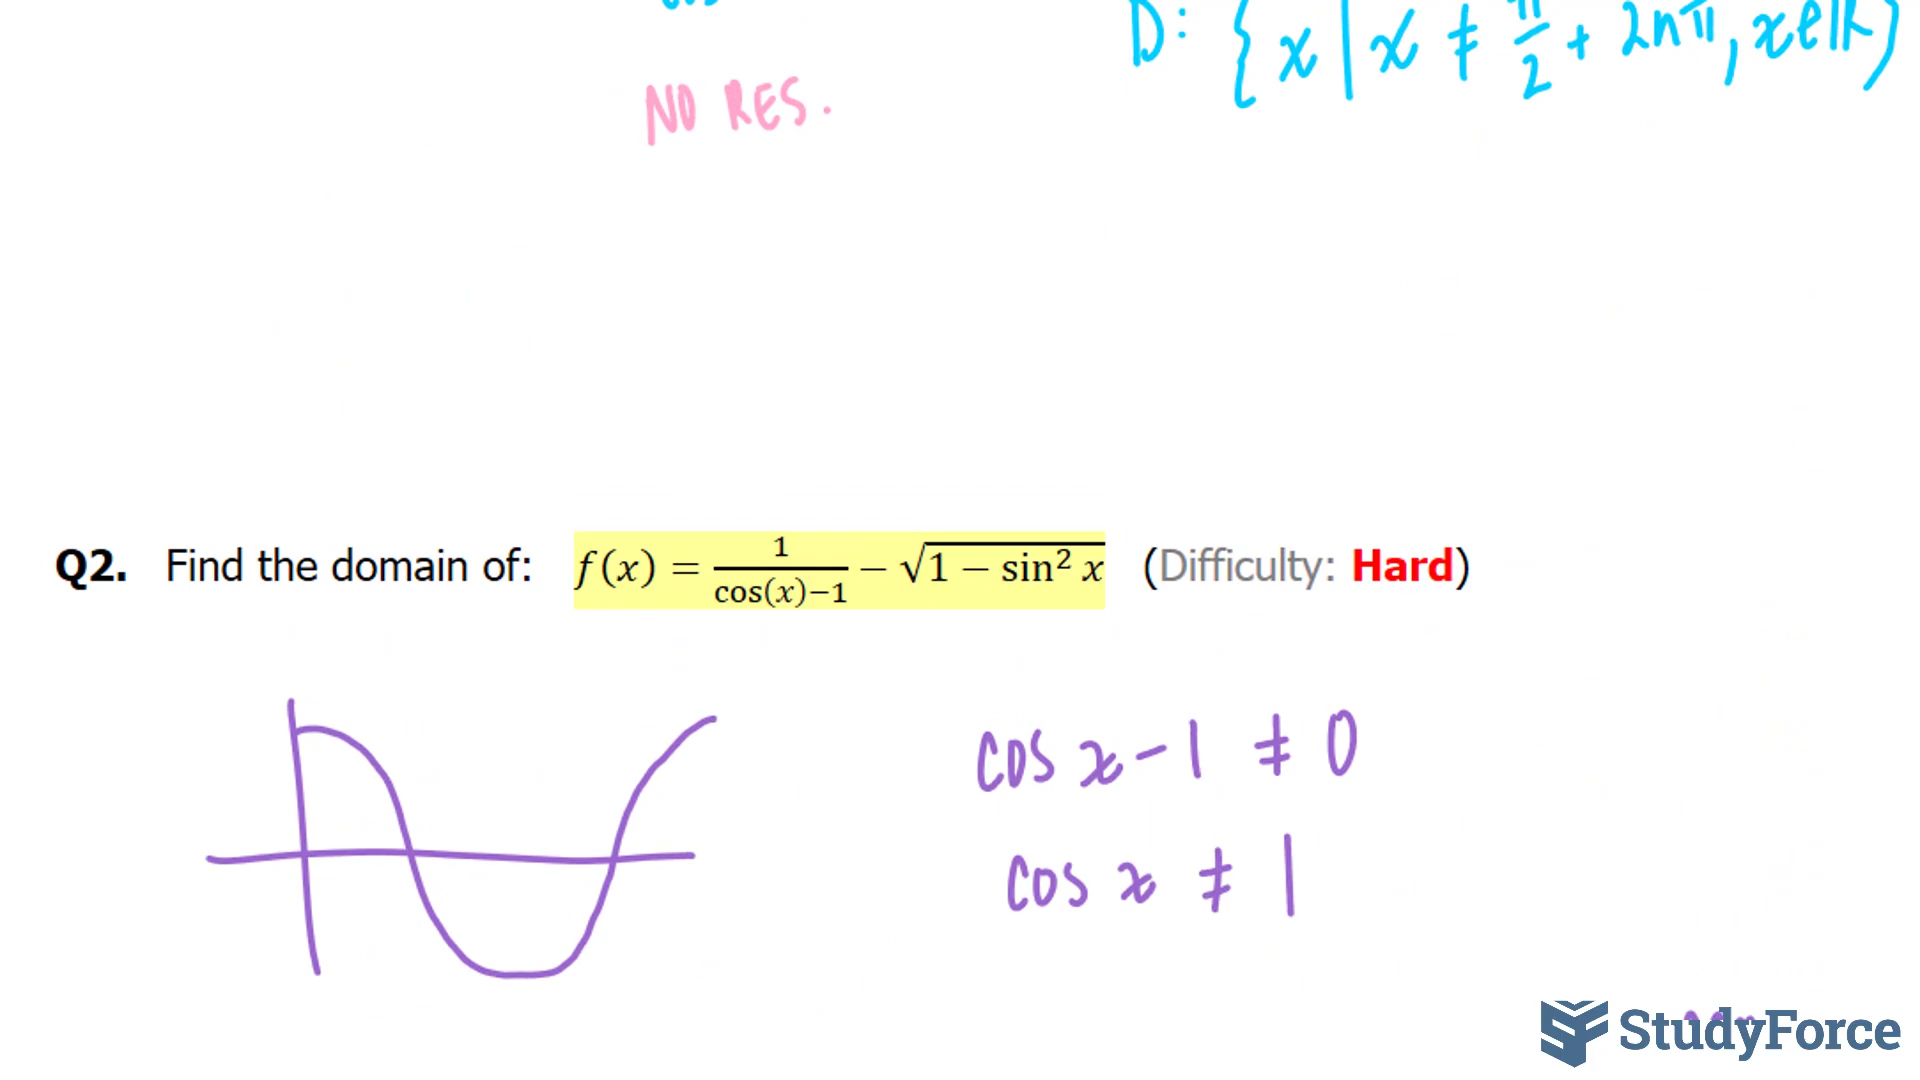 D: {x | x ≠ π/2 + 2nπ, x∈ℝ}
NO RES.
Q2. Find the domain of: f(x) = 1/(cos(x)−1) − √(1 − sin² x) (Difficulty: Hard)
cos x − 1 ≠ 0
cos x ≠ 1
StudyForce